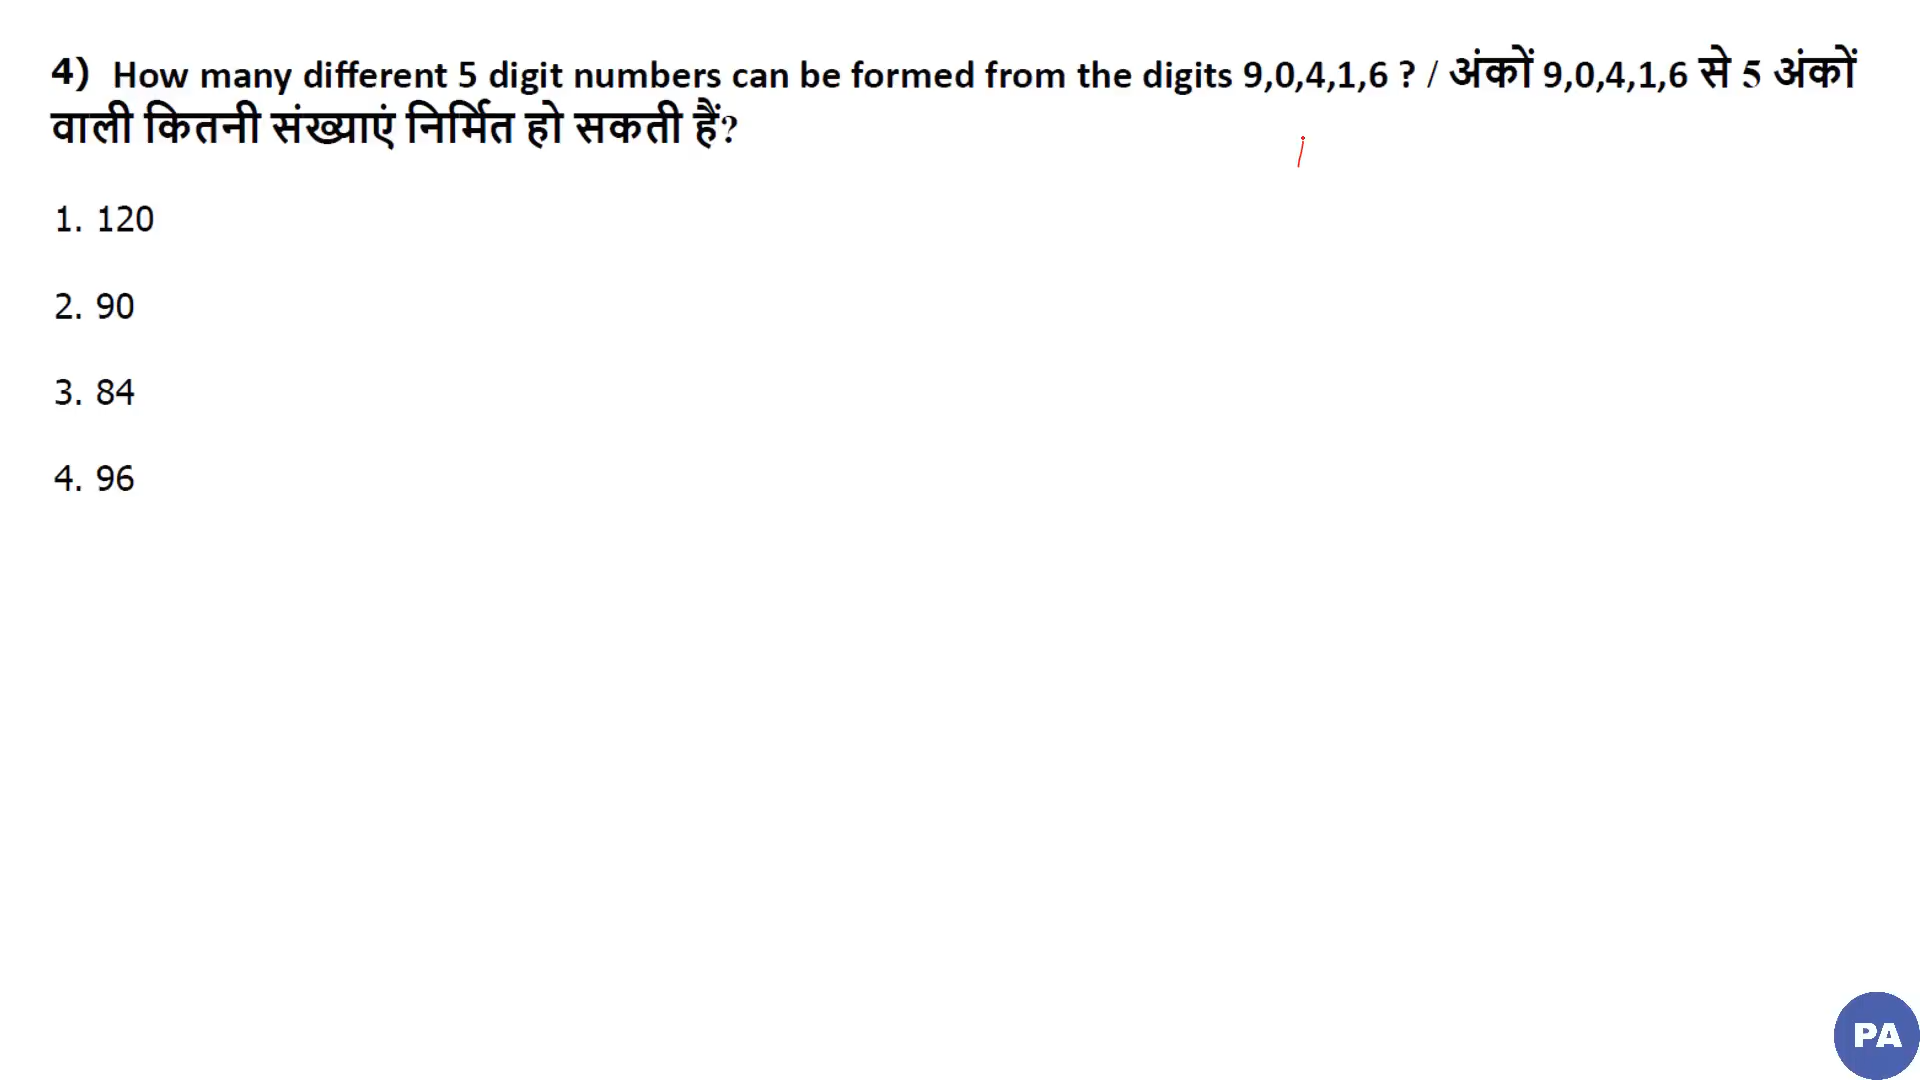 4) How many different 5 digit numbers can be formed from the digits 9,0,4,1,6 ? / अंकों 9,0,4,1,6 से 5 अंकों
वाली कितनी संख्याएं निर्मित हो सकती हैं?
1. 120
2. 90
3. 84
4. 96
PA